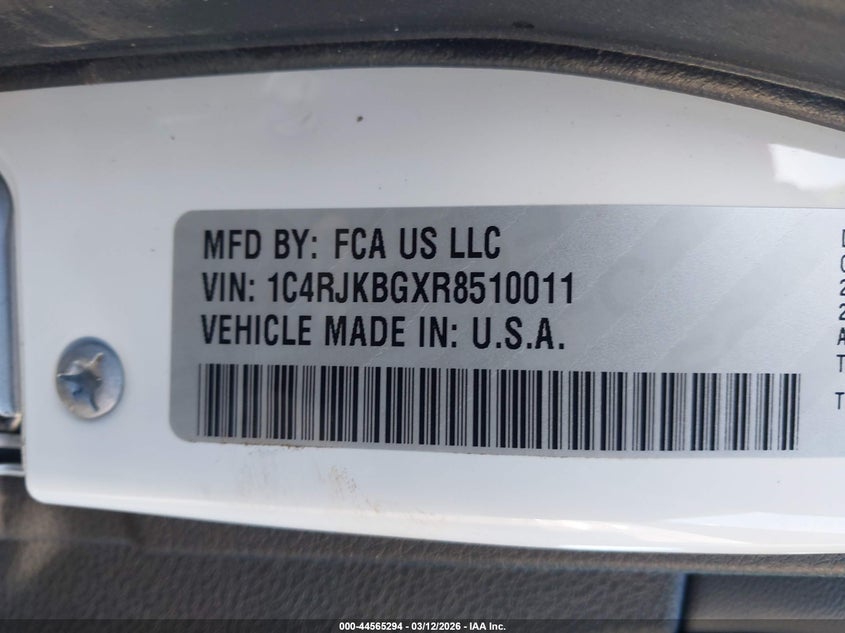 MFD BY: FCA US LLC
VIN: 1C4RJKBGXR8510011
VEHICLE MADE IN: U.S.A.
000-44565294 - 03/12/2026 - IAA Inc.